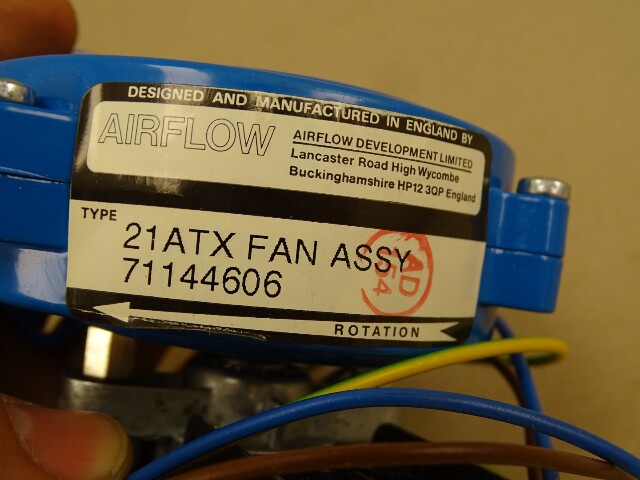 DESIGNED AND MANUFACTURED IN ENGLAND BY
AIRFLOW
AIRFLOW DEVELOPMENT LIMITED
Lancaster Road High Wycombe
Buckinghamshire HP12 3QP England
TYPE
21ATX FAN ASSY
71144606
ROTATION